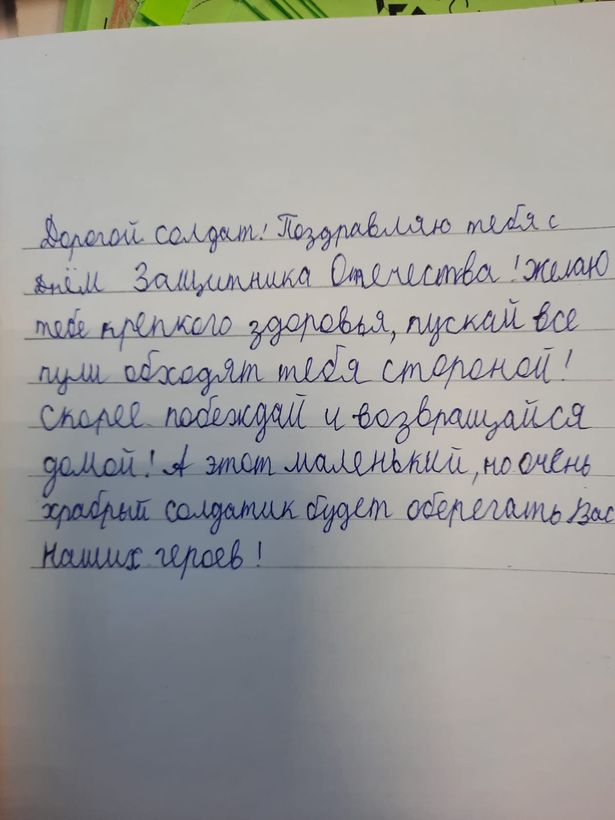 Дорогой солдат! Поздравляю тебя с
днём Защитника Отечества! Желаю
тебе крепкого здоровья, пускай все
пули обходят тебя стороной!
Скорее побеждай и возвращайся
домой! А этот маленький, но очень
храбрый солдатик будет оберегать Вас
наших героев!